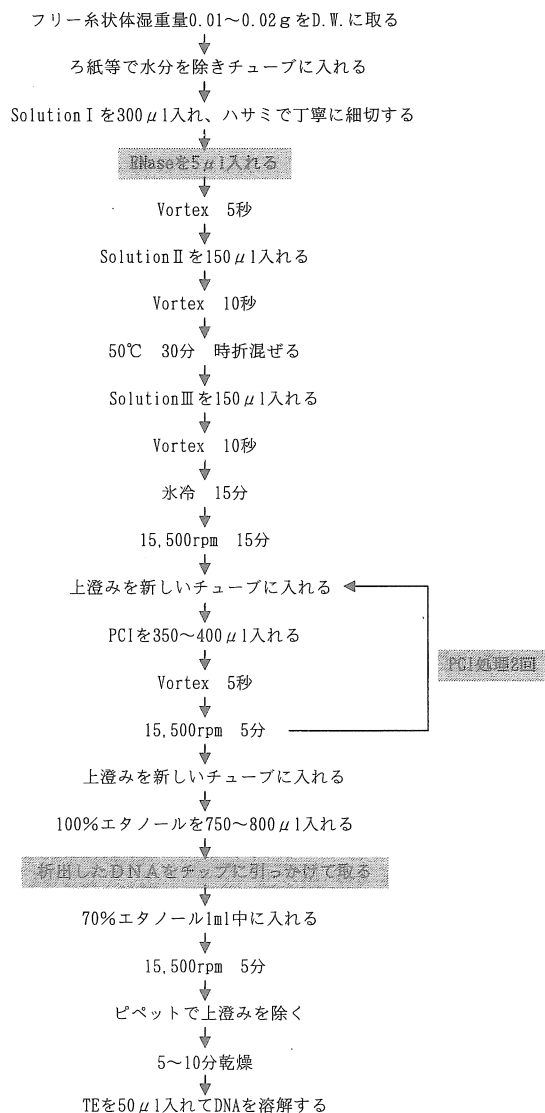 フリー糸状体湿重量0.01～0.02gをD.W.に取る
ろ紙等で水分を除きチューブに入れる
SolutionⅠを300μl入れ、ハサミで丁寧に細切する
RNaseを5μl入れる
Vortex 5秒
SolutionⅡを150μl入れる
Vortex 10秒
50℃ 30分 時折混ぜる
SolutionⅢを150μl入れる
Vortex 10秒
氷冷 15分
15,500rpm 15分
上澄みを新しいチューブに入れる
PCIを350～400μl入れる
PCI処理2回
Vortex 5秒
15,500rpm 5分
上澄みを新しいチューブに入れる
100%エタノールを750～800μl入れる
析出したDNAをチップに引っかけて取る
70%エタノール1ml中に入れる
15,500rpm 5分
ピペットで上澄みを除く
5～10分乾燥
TEを50μl入れてDNAを溶解する